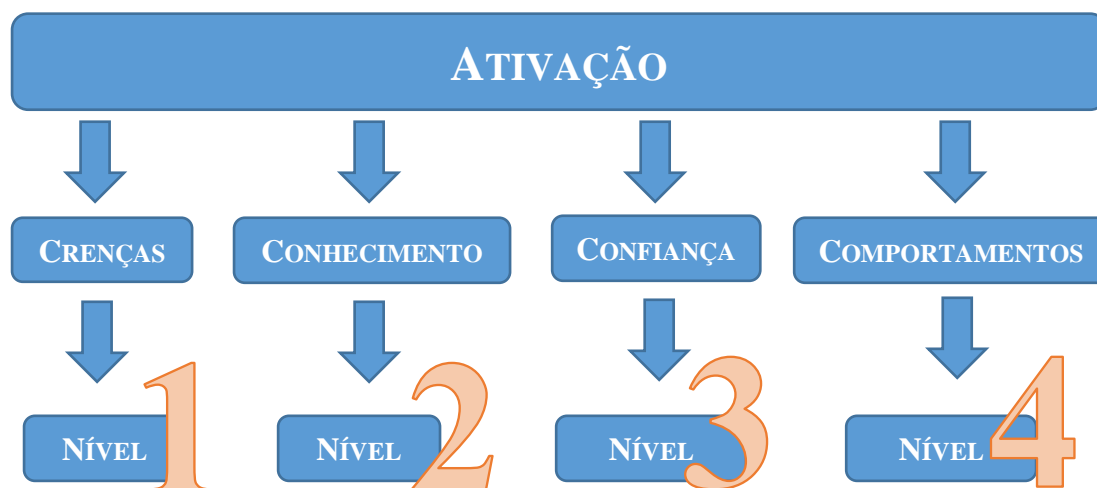 ATIVAÇÃO
CRENÇAS
CONHECIMENTO
CONFIANÇA
COMPORTAMENTOS
NÍVEL 1
NÍVEL 2
NÍVEL 3
NÍVEL 4